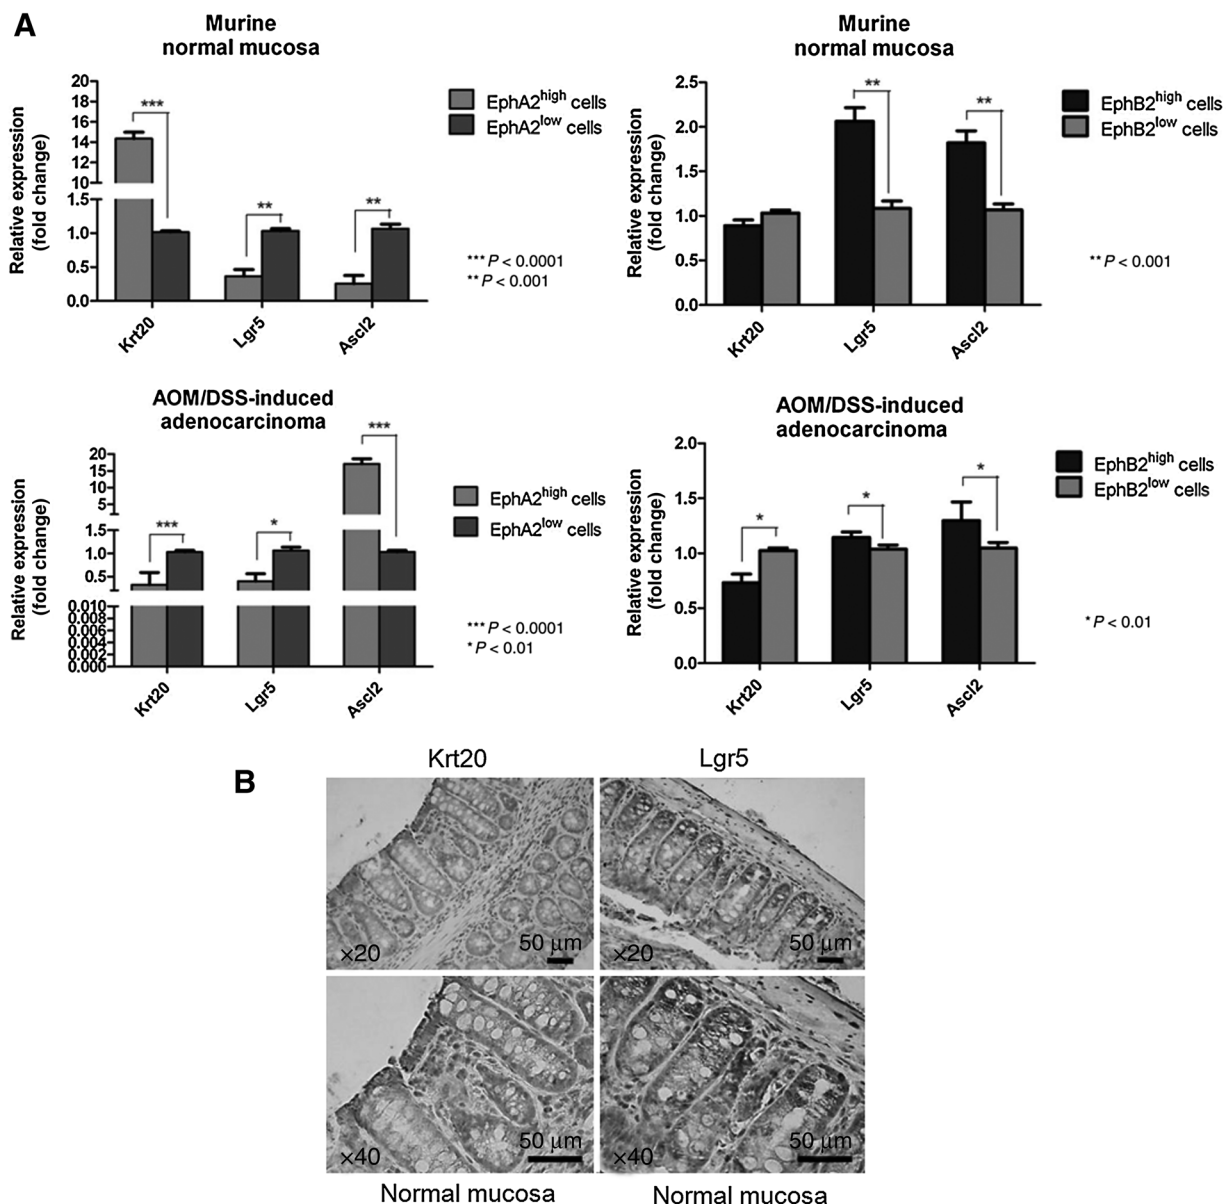 A
Murine
normal mucosa
Relative expression
(fold change)
20
18
16
14
12
10
1.5
1.0
0.5
0.0
***
**
**
Krt20
Lgr5
Ascl2
EphA2high cells
EphA2low cells
*** P < 0.0001
** P < 0.001
Murine
normal mucosa
Relative expression
(fold change)
2.5
2.0
1.5
1.0
0.5
0.0
**
**
Krt20
Lgr5
Ascl2
EphB2high cells
EphB2low cells
** P < 0.001
AOM/DSS-induced
adenocarcinoma
Relative expression
(fold change)
20
15
10
5
1.5
1.0
0.5
0.010
0.008
0.006
0.004
0.002
0.000
***
*
***
Krt20
Lgr5
Ascl2
EphA2high cells
EphA2low cells
*** P < 0.0001
* P < 0.01
AOM/DSS-induced
adenocarcinoma
Relative expression
(fold change)
2.0
1.5
1.0
0.5
0.0
*
*
*
Krt20
Lgr5
Ascl2
EphB2high cells
EphB2low cells
* P < 0.01
B
Krt20
Lgr5
×20
50 μm
×20
50 μm
×40
50 μm
×40
50 μm
Normal mucosa
Normal mucosa